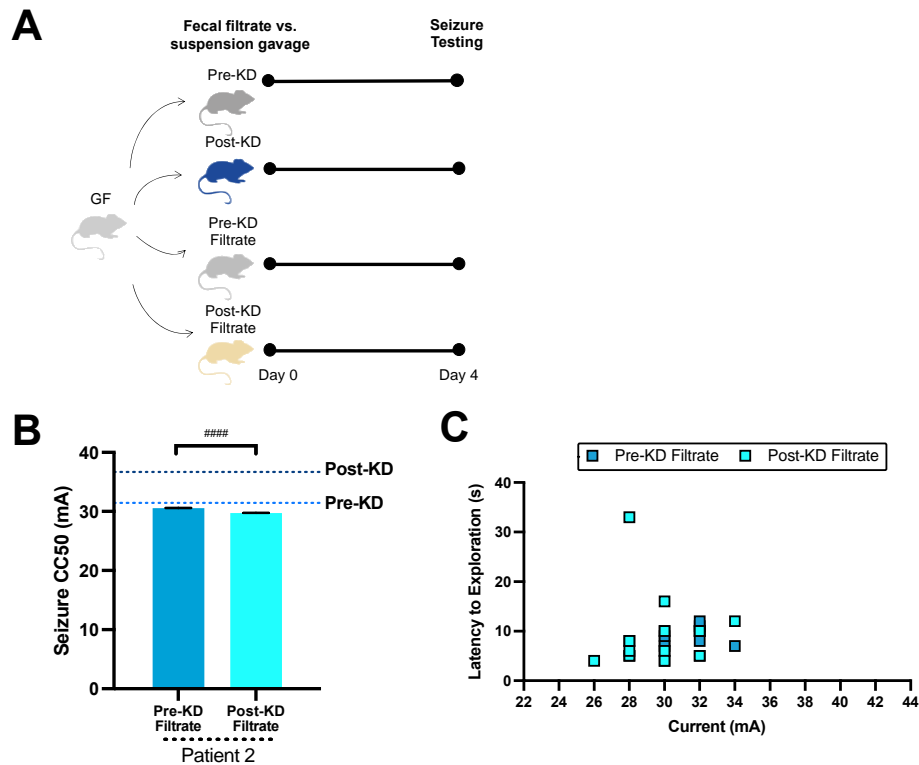 A
Fecal filtrate vs.
suspension gavage
Seizure
Testing
Pre-KD
Post-KD
GF
Pre-KD
Filtrate
Post-KD
Filtrate
Day 0
Day 4
B
####
Seizure CC50 (mA)
40
30
20
10
0
Post-KD
Pre-KD
Pre-KD
Filtrate
Post-KD
Filtrate
Patient 2
C
Pre-KD Filtrate
Post-KD Filtrate
Latency to Exploration (s)
40
30
20
10
0
22 24 26 28 30 32 34 36 38 40 42 44
Current (mA)